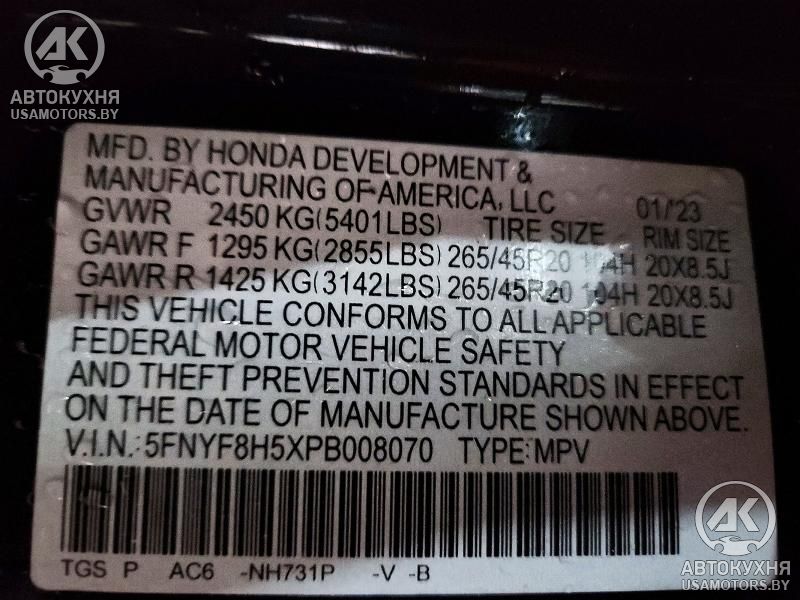 AK
АВТОКУХНЯ
USAMOTORS.BY
MFD. BY HONDA DEVELOPMENT &
MANUFACTURING OF AMERICA, LLC 01/23
GVWR 2450 KG(5401LBS) TIRE SIZE RIM SIZE
GAWR F 1295 KG(2855LBS) 265/45R20 104H 20X8.5J
GAWR R 1425 KG(3142LBS) 265/45R20 104H 20X8.5J
THIS VEHICLE CONFORMS TO ALL APPLICABLE
FEDERAL MOTOR VEHICLE SAFETY
AND THEFT PREVENTION STANDARDS IN EFFECT
ON THE DATE OF MANUFACTURE SHOWN ABOVE.
V.I.N.: 5FNYF8H5XPB008070 TYPE: MPV
TGS P AC6 -NH731P -V -B
AK
АВТОКУХНЯ
USAMOTORS.BY